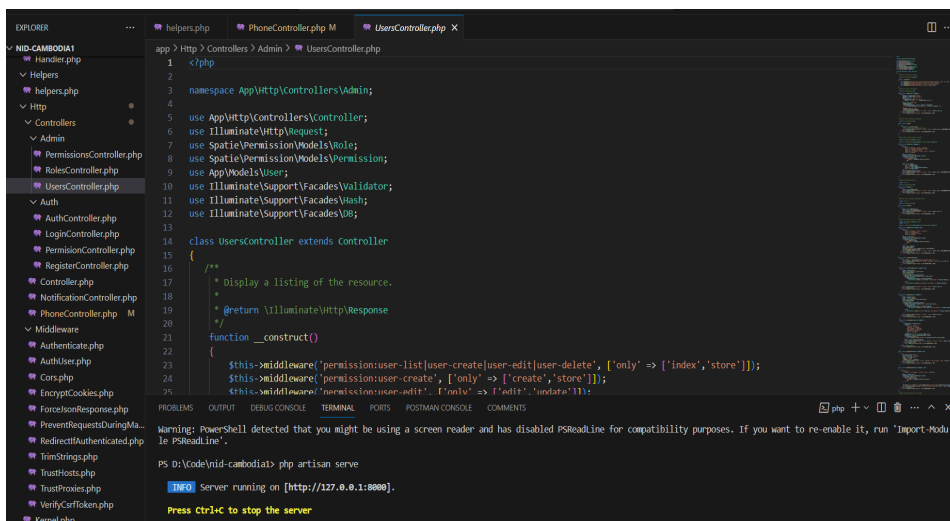 EXPLORER
NID-CAMBODIA1
Handler.php
Helpers
helpers.php
Http
Controllers
Admin
PermissionsController.php
RolesController.php
UsersController.php
Auth
AuthController.php
LoginController.php
PermisionController.php
RegisterController.php
Controller.php
NotificationController.php
PhoneController.php M
Middleware
Authenticate.php
AuthUser.php
Cors.php
EncryptCookies.php
ForceJsonResponse.php
PreventRequestsDuringMa...
RedirectIfAuthenticated.php
TrimStrings.php
TrustHosts.php
TrustProxies.php
VerifyCsrfToken.php
Kernel.php
helpers.php PhoneController.php M UsersController.php
app > Http > Controllers > Admin > UsersController.php
1 <?php
2
3 namespace App\Http\Controllers\Admin;
4
5 use App\Http\Controllers\Controller;
6 use Illuminate\Http\Request;
7 use Spatie\Permission\Models\Role;
8 use Spatie\Permission\Models\Permission;
9 use App\Models\User;
10 use Illuminate\Support\Facades\Validator;
11 use Illuminate\Support\Facades\Hash;
12 use Illuminate\Support\Facades\DB;
13
14 class UsersController extends Controller
15 {
16 /**
17 * Display a listing of the resource.
18 *
19 * @return \Illuminate\Http\Response
20 */
21 function __construct()
22 {
23 $this->middleware('permission:user-list|user-create|user-edit|user-delete', ['only' => ['index','store']]);
24 $this->middleware('permission:user-create', ['only' => ['create','store']]);
25 $this->middleware('permission:user-edit', ['only' => ['edit','update']]);
PROBLEMS OUTPUT DEBUG CONSOLE TERMINAL PORTS POSTMAN CONSOLE COMMENTS
php
Warning: PowerShell detected that you might be using a screen reader and has disabled PSReadLine for compatibility purposes. If you want to re-enable it, run 'Import-Modu
le PSReadLine'.
PS D:\Code\nid-cambodia1> php artisan serve
INFO Server running on [http://127.0.0.1:8000].
Press Ctrl+C to stop the server